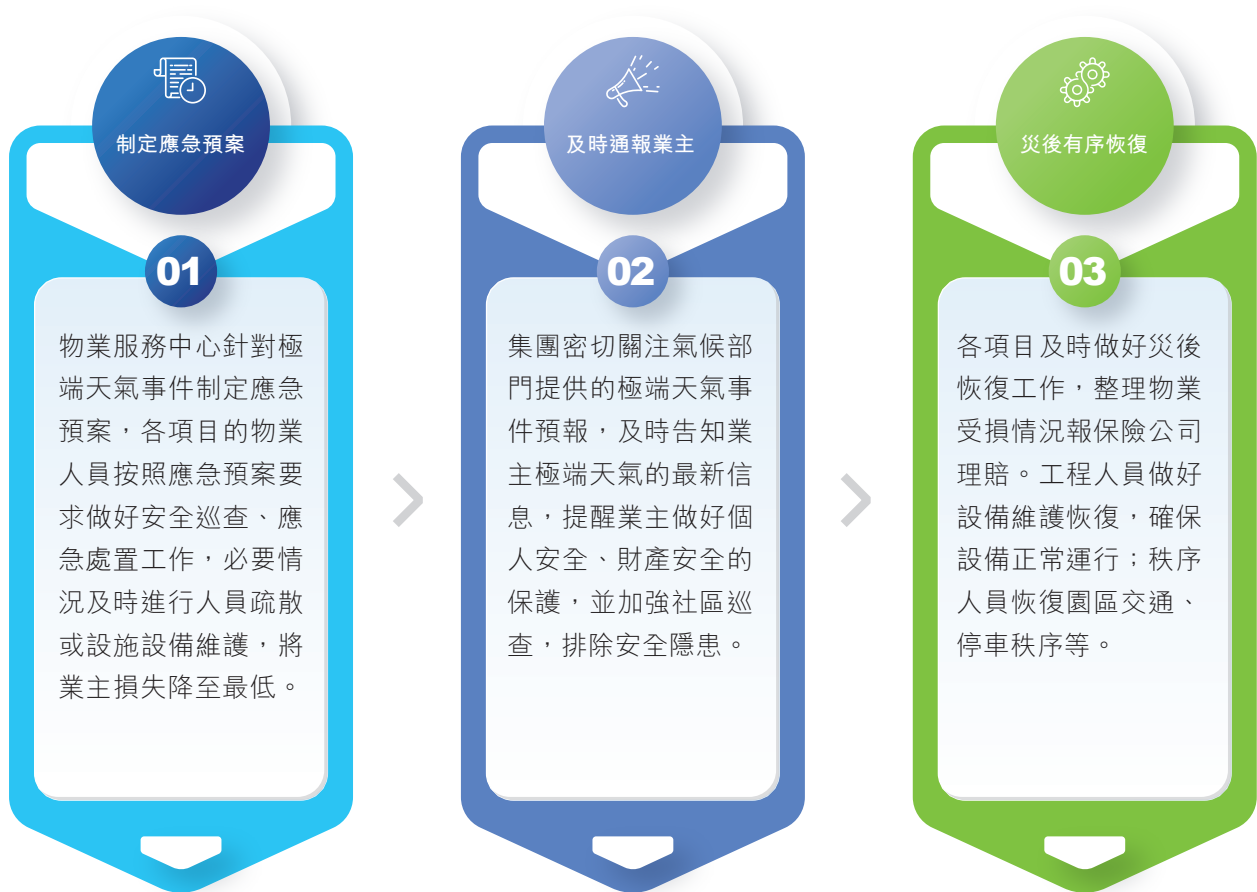 制定應急預案
01
物業服務中心針對極
端天氣事件制定應急
預案，各項目的物業
人員按照應急預案要
求做好安全巡查、應
急處置工作，必要情
況及時進行人員疏散
或設施設備維護，將
業主損失降至最低。
及時通報業主
02
集團密切關注氣候部
門提供的極端天氣事
件預報，及時告知業
主極端天氣的最新信
息，提醒業主做好個
人安全、財產安全的
保護，並加強社區巡
查，排除安全隱患。
災後有序恢復
03
各項目及時做好災後
恢復工作，整理物業
受損情況報保險公司
理賠。工程人員做好
設備維護恢復，確保
設備正常運行；秩序
人員恢復園區交通、
停車秩序等。